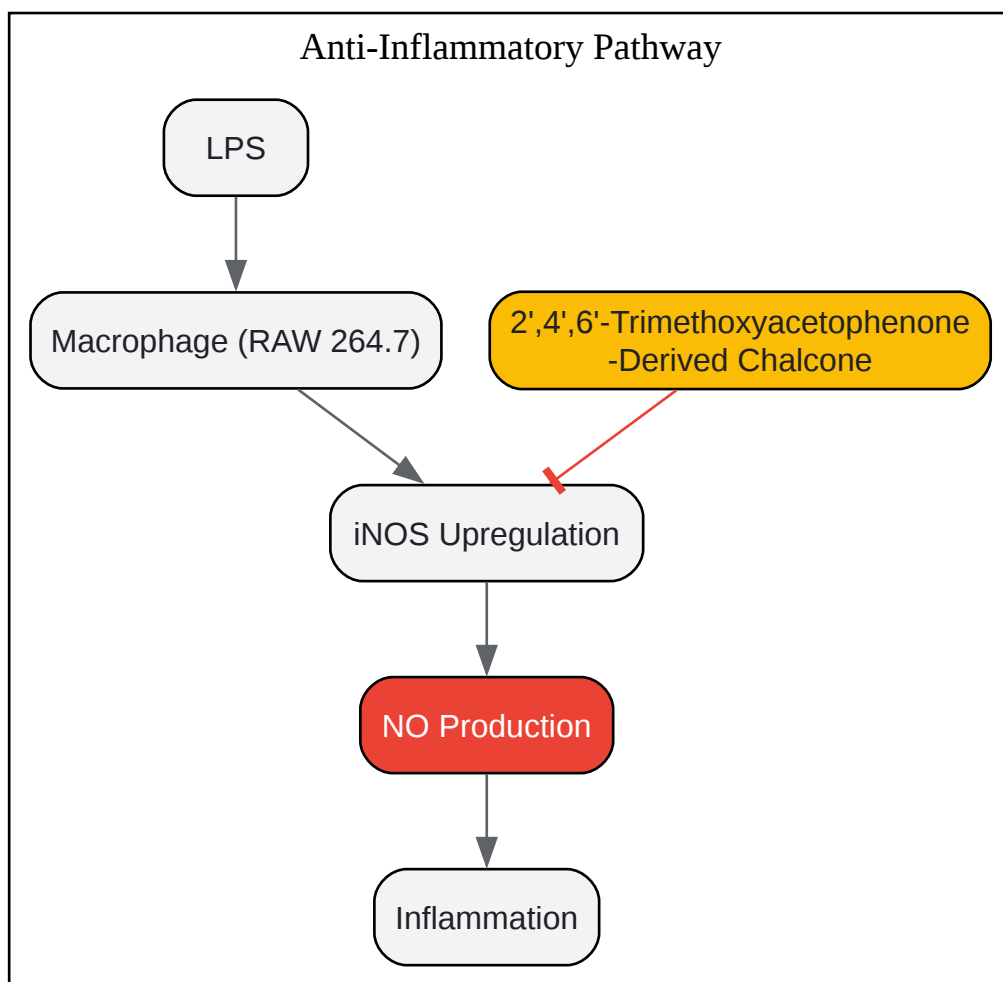 Anti-Inflammatory Pathway
LPS
Macrophage (RAW 264.7)
2',4',6'-Trimethoxyacetophenone
-Derived Chalcone
iNOS Upregulation
NO Production
Inflammation